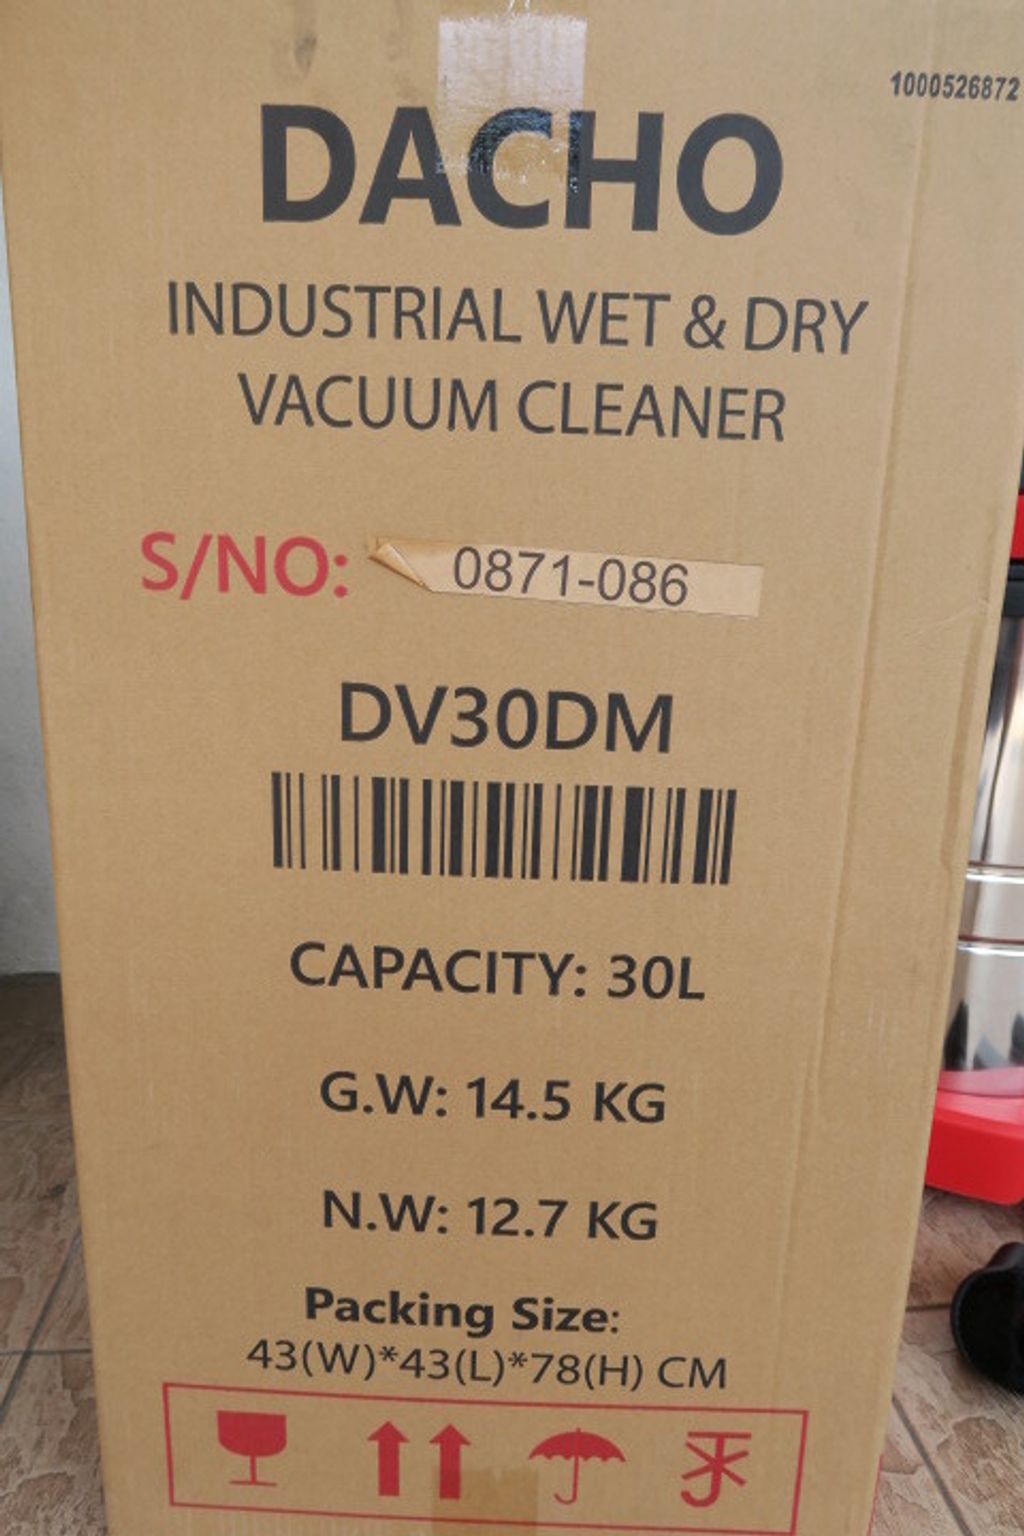 1000526872
DACHO
INDUSTRIAL WET & DRY
VACUUM CLEANER
S/NO: 0871-086
DV30DM
CAPACITY: 30L
G.W: 14.5 KG
N.W: 12.7 KG
Packing Size:
43(W)*43(L)*78(H) CM